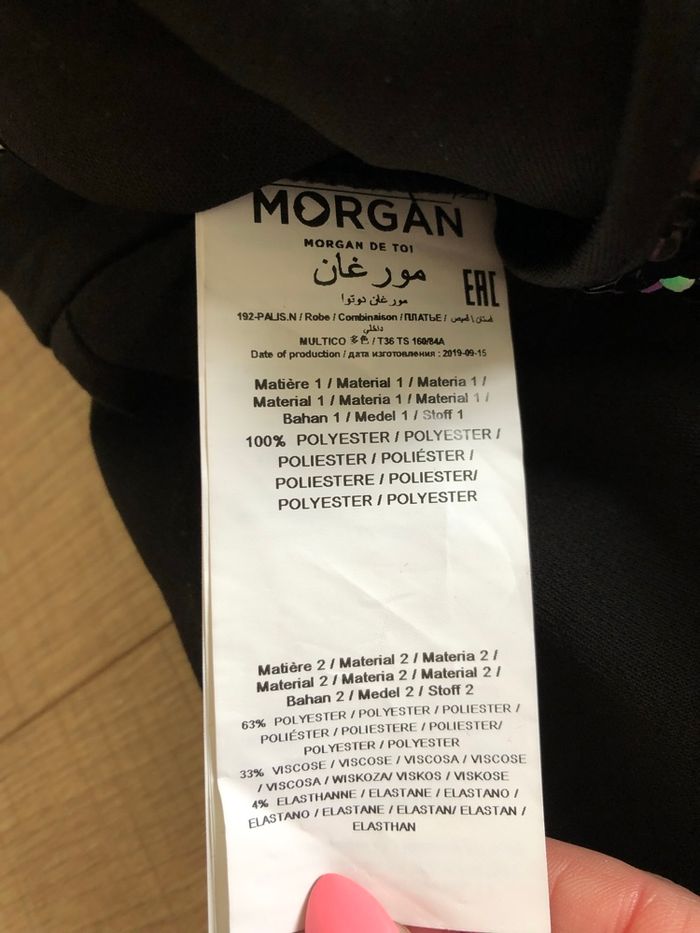 MORGAN
MORGAN DE TOI
مورغان
مورغان دوتوا
EAC
192-PALIS.N / Robe / Combinaison / ПЛАТЬЕ / فستان \ قميص
داخلي
MULTICO 多色 / T36 TS 160/84A
Date of production / дата изготовления : 2019-09-15
Matière 1 / Material 1 / Materia 1 /
Material 1 / Materia 1 / Material 1 /
Bahan 1 / Medel 1 / Stoff 1
100% POLYESTER / POLYESTER /
POLIESTER / POLIÉSTER /
POLIESTERE / POLIESTER/
POLYESTER / POLYESTER
Matière 2 / Material 2 / Materia 2 /
Material 2 / Materia 2 / Material 2 /
Bahan 2 / Medel 2 / Stoff 2
63% POLYESTER / POLYESTER / POLIESTER /
POLIÉSTER / POLIESTERE / POLIESTER/
POLYESTER / POLYESTER
33% VISCOSE / VISCOSE / VISCOSA / VISCOSE
/ VISCOSA / WISKOZA/ VISKOS / VISKOSE
4% ELASTHANNE / ELASTANE / ELASTANO /
ELASTANO / ELASTANE / ELASTAN/ ELASTAN /
ELASTHAN